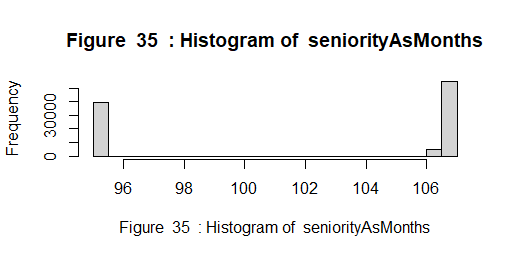 Figure 35 : Histogram of seniorityAsMonths
Frequency
30000
0
96 98 100 102 104 106
Figure 35 : Histogram of seniorityAsMonths